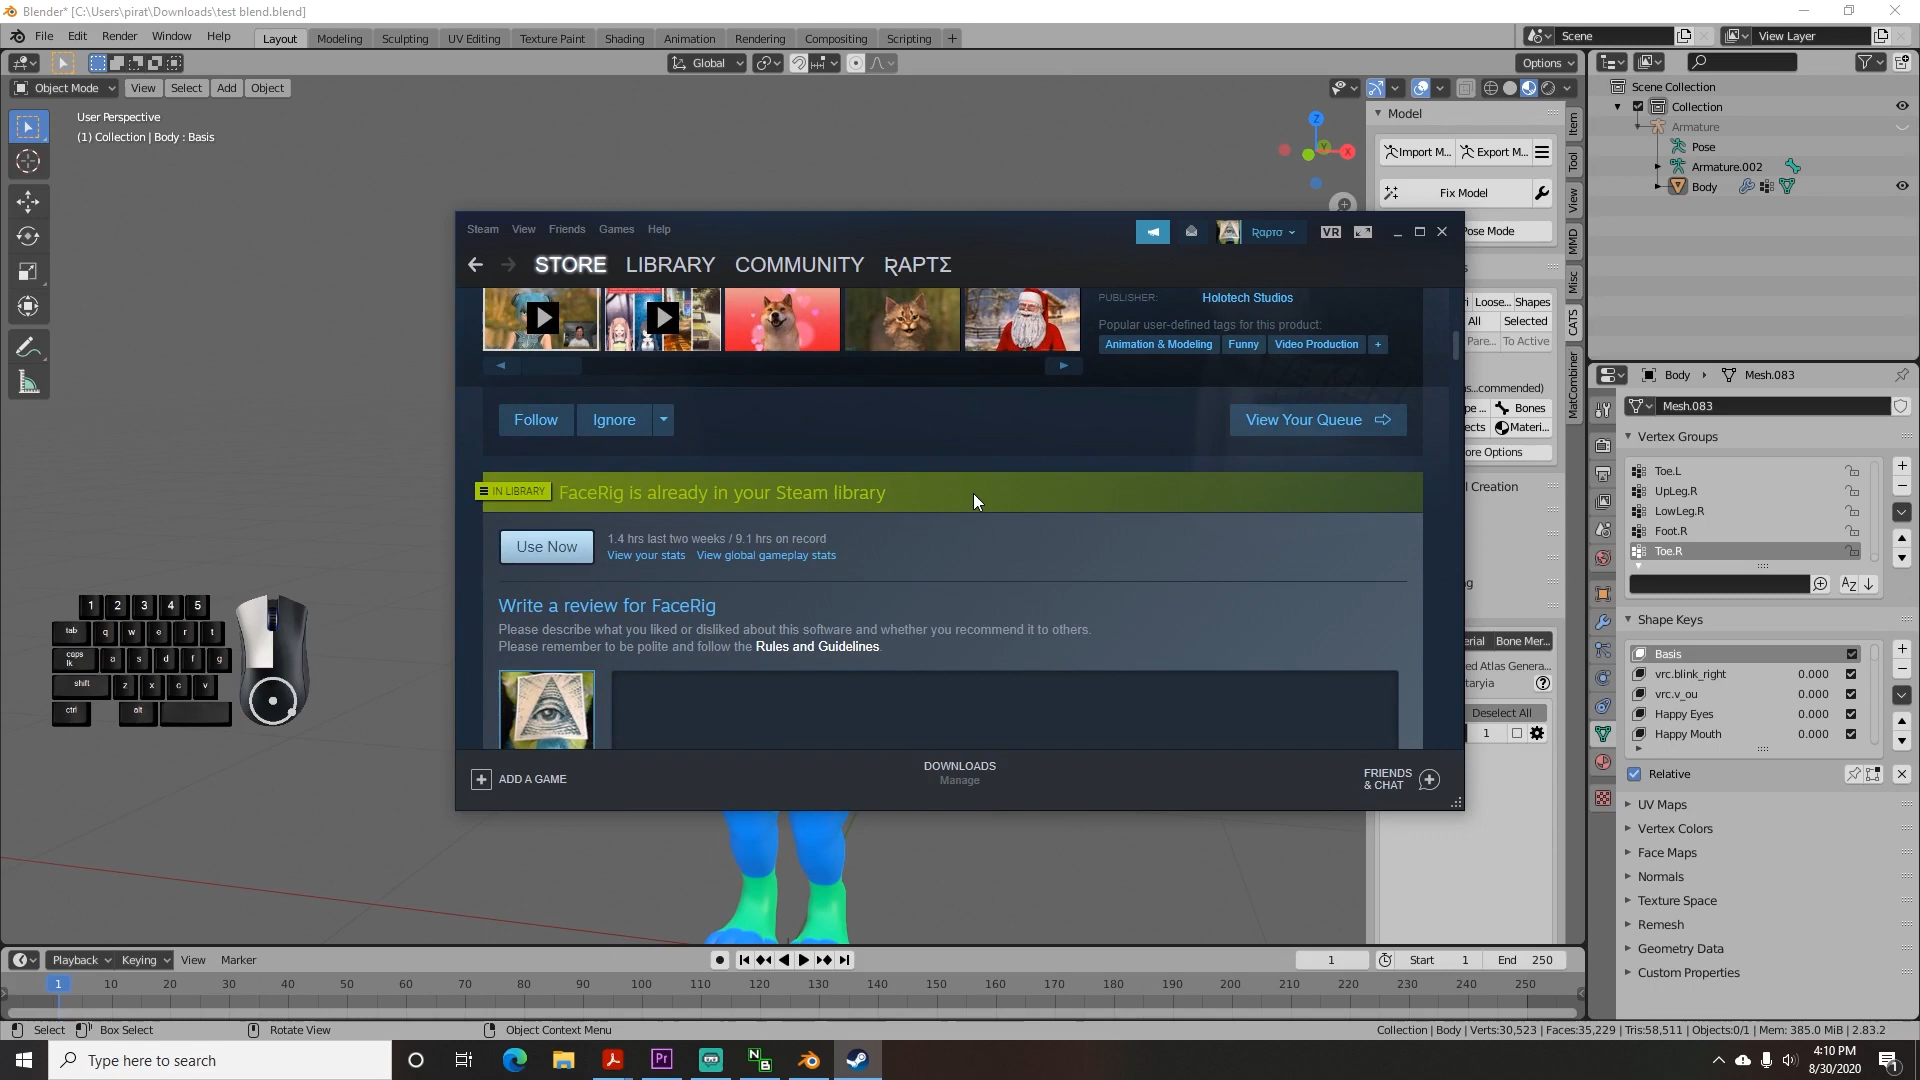 Blender* [C:\Users\pirat\Downloads\test blend.blend]
File Edit Render Window Help Layout Modeling Sculpting UV Editing Texture Paint Shading Animation Rendering Compositing Scripting + Scene View Layer
Global Options
Object Mode View Select Add Object
User Perspective
(1) Collection | Body : Basis
Z
Y
X
Model
Import M... Export M...
Fix Model
Pose Mode
Loose... Shapes
All Selected
Pare... To Active
Bones
Materi...
Bone Mer...
Deselect All
1
Item
Tool
View
MMD
Misc
CATS
MatCombiner
Scene Collection
Collection
Armature
Pose
Armature.002
Body
Body Mesh.083
Mesh.083
Vertex Groups
Toe.L
UpLeg.R
LowLeg.R
Foot.R
Toe.R
Shape Keys
Basis
vrc.blink_right 0.000
vrc.v_ou 0.000
Happy Eyes 0.000
Happy Mouth 0.000
Relative
UV Maps
Vertex Colors
Face Maps
Normals
Texture Space
Remesh
Geometry Data
Custom Properties
Steam View Friends Games Help VR
STORE LIBRARY COMMUNITY ƦAPTΣ
PUBLISHER: Holotech Studios
Popular user-defined tags for this product:
Animation & Modeling Funny Video Production +
Follow Ignore View Your Queue
IN LIBRARY FaceRig is already in your Steam library
Use Now 1.4 hrs last two weeks / 9.1 hrs on record
View your stats View global gameplay stats
Write a review for FaceRig
Please describe what you liked or disliked about this software and whether you recommend it to others.
Please remember to be polite and follow the Rules and Guidelines.
ADD A GAME DOWNLOADS FRIENDS
Manage & CHAT
1 2 3 4 5
tab q w e r t
caps lk a s d f g
shift z x c v
ctrl alt
Playback Keying View Marker 1 Start 1 End 250
1 10 20 30 40 50 60 70 80 90 100 110 120 130 140 150 160 170 180 190 200 210 220 230 240 250
Select Box Select Rotate View Object Context Menu Collection | Body | Verts:30,523 | Faces:35,229 | Tris:58,511 | Objects:0/1 | Mem: 385.0 MiB | 2.83.2
Type here to search
Pr
N
B
4:10 PM
8/30/2020
1